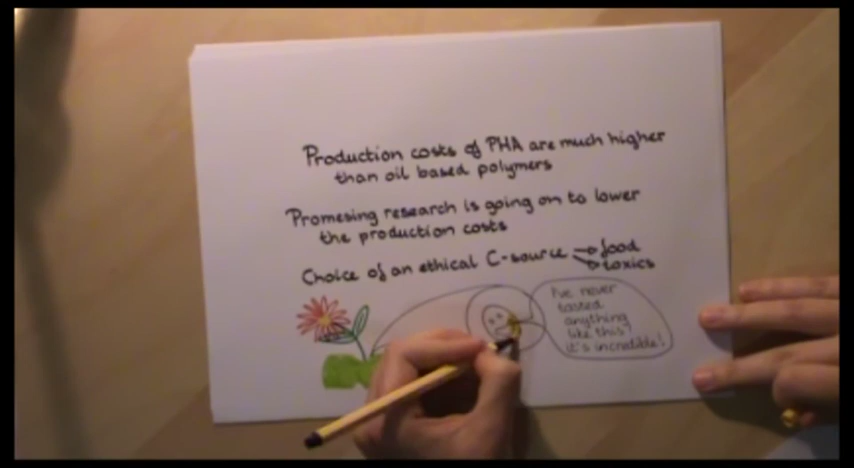 Production costs of PHA are much higher
than oil based polymers
Promesing research is going on to lower
the production costs
Choice of an ethical C-source → food
→ toxics
I've never
tasted
anything
like this!
it's incredible!